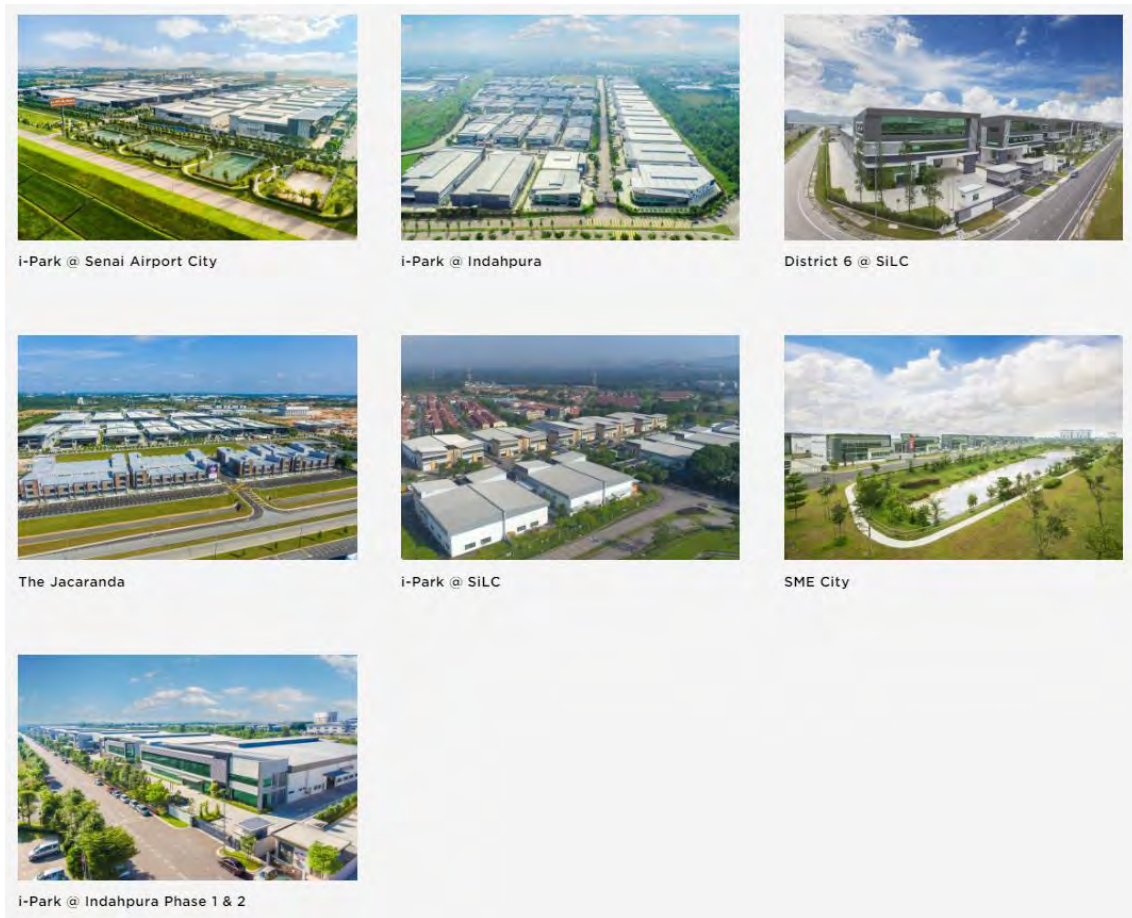 i-Park @ Senai Airport City
i-Park @ Indahpura
District 6 @ SiLC
The Jacaranda
i-Park @ SiLC
SME City
i-Park @ Indahpura Phase 1 & 2